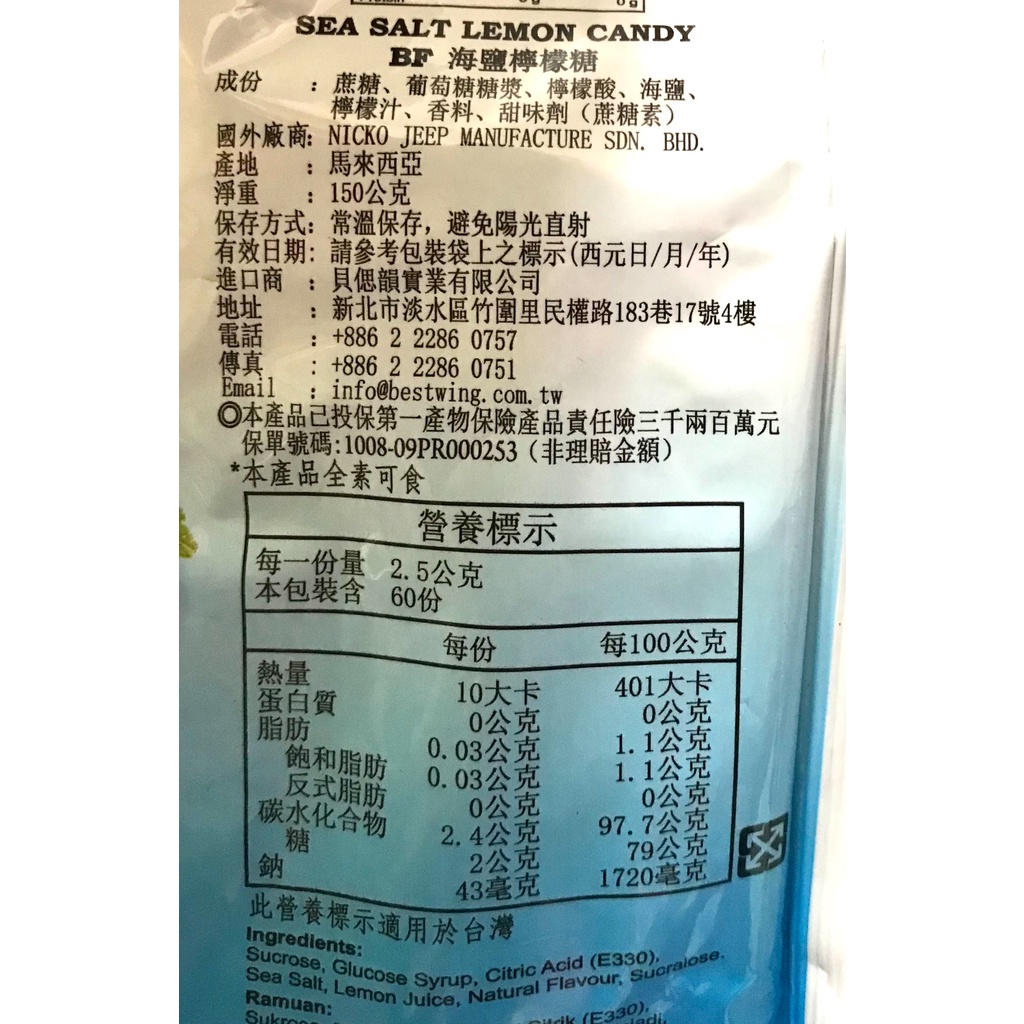 SEA SALT LEMON CANDY
BF 海鹽檸檬糖
成份 : 蔗糖、葡萄糖糖漿、檸檬酸、海鹽、
檸檬汁、香料、甜味劑（蔗糖素）
國外廠商: NICKO JEEP MANUFACTURE SDN. BHD.
產地 : 馬來西亞
淨重 : 150公克
保存方式: 常溫保存，避免陽光直射
有效日期: 請參考包裝袋上之標示(西元日/月/年)
進口商 : 貝偲韻實業有限公司
地址 : 新北市淡水區竹圍里民權路183巷17號4樓
電話 : +886 2 2286 0757
傳真 : +886 2 2286 0751
Email : info@bestwing.com.tw
◎本產品已投保第一產物保險產品責任險三千兩百萬元
保單號碼:1008-09PR000253（非理賠金額）
*本產品全素可食
營養標示
每一份量 2.5公克
本包裝含 60份
每份 每100公克
熱量 10大卡 401大卡
蛋白質 0公克 0公克
脂肪 0.03公克 1.1公克
飽和脂肪 0.03公克 1.1公克
反式脂肪 0公克 0公克
碳水化合物 2.4公克 97.7公克
糖 2公克 79公克
鈉 43毫克 1720毫克
此營養標示適用於台灣
Ingredients:
Sucrose, Glucose Syrup, Citric Acid (E330),
Sea Salt, Lemon Juice, Natural Flavour, Sucralose.
Ramuan:
(E330),